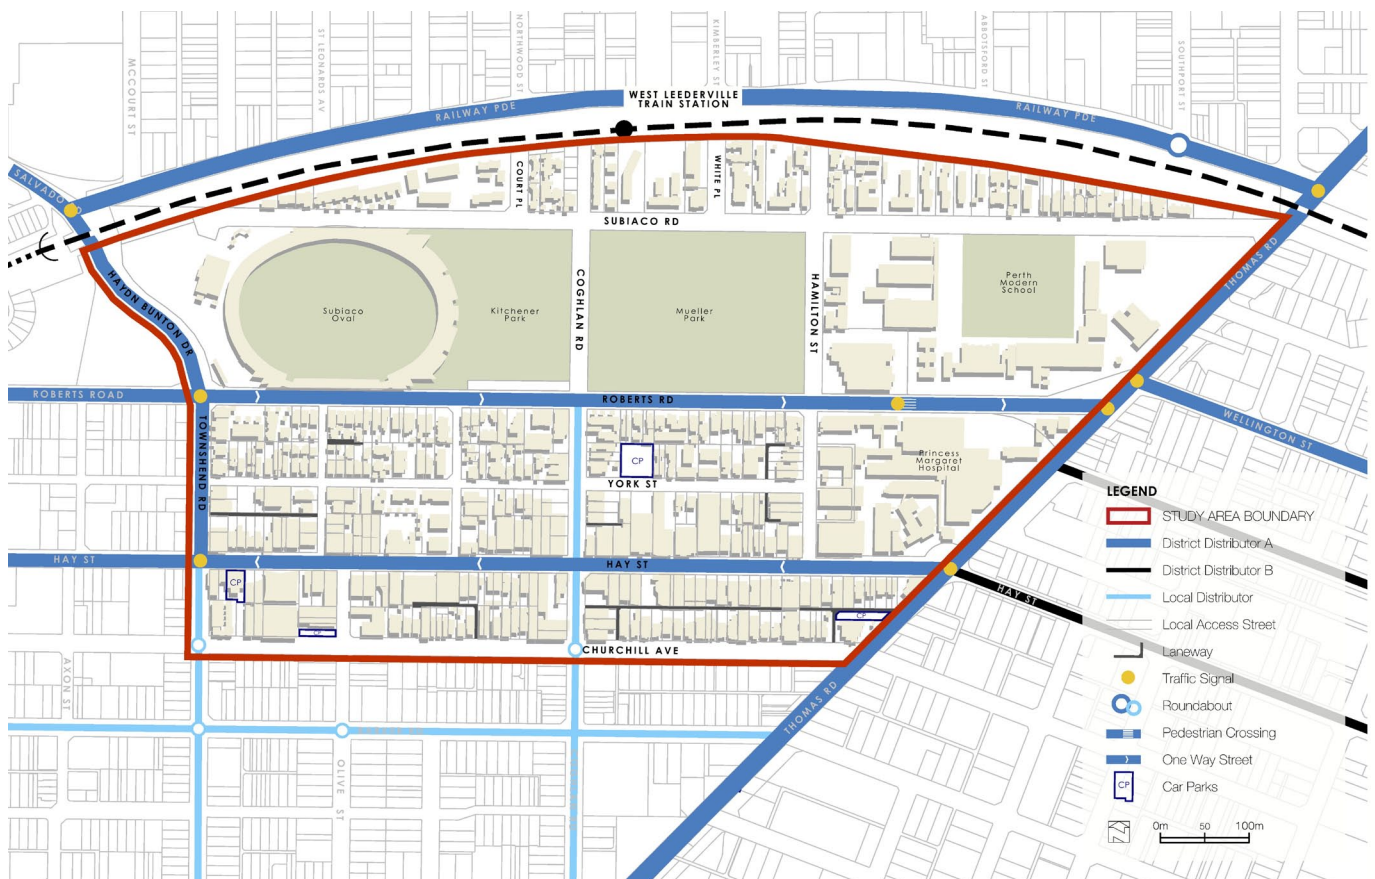 MCCOURT ST
ST LEONARDS AV
NORTHWOOD ST
KIMBERLEY ST
ABBOTSFORD ST
SOUTHPORT ST
WEST LEEDERVILLE
TRAIN STATION
RAILWAY PDE
RAILWAY PDE
SALVADO RD
COURT PL
WHITE PL
SUBIACO RD
THOMAS RD
HAYDN BUNTON DR
Subiaco
Oval
Kitchener
Park
COGHLAN RD
Mueller
Park
HAMILTON ST
Perth
Modern
School
ROBERTS ROAD
ROBERTS RD
WELLINGTON ST
TOWNSHEND RD
CP
YORK ST
Princess
Margaret
Hospital
HAY ST
HAY ST
HAY ST
CP
CP
CP
CHURCHILL AVE
AXON ST
THOMAS RD
OLIVE ST
LEGEND
STUDY AREA BOUNDARY
District Distributor A
District Distributor B
Local Distributor
Local Access Street
Laneway
Traffic Signal
Roundabout
Pedestrian Crossing
One Way Street
CP
Car Parks
N
0m 50 100m